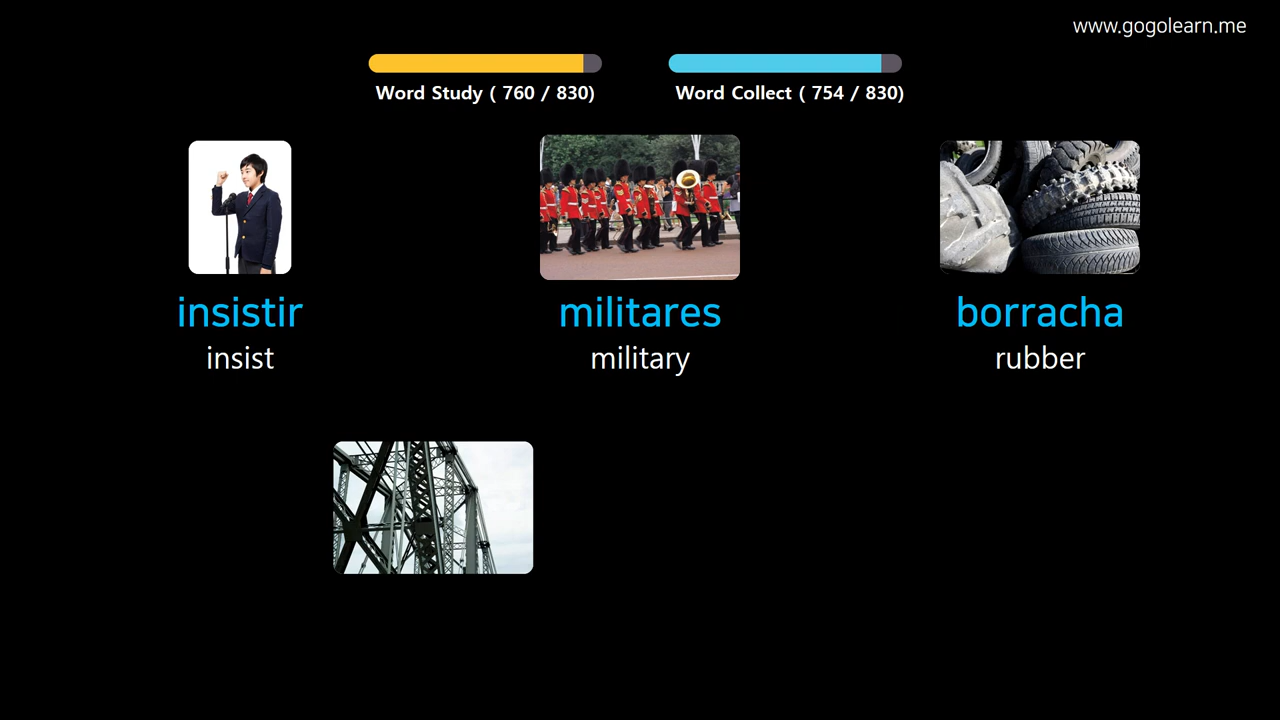 www.gogolearn.me
Word Study ( 760 / 830)
Word Collect ( 754 / 830)
insistir
insist
militares
military
borracha
rubber